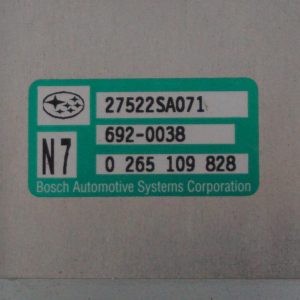 27522SA071
692-0038
N7
0 265 109 828
Bosch Automotive Systems Corporation